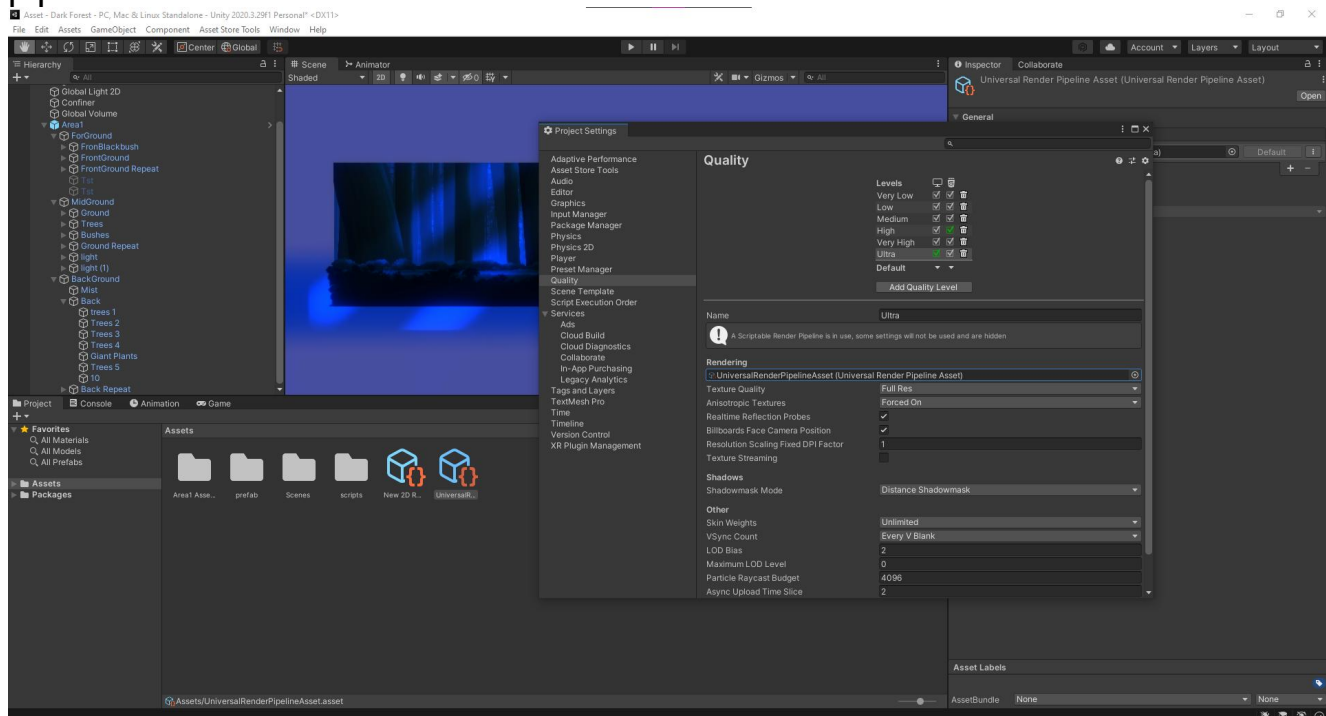 Asset - Dark Forest - PC, Mac & Linux Standalone - Unity 2020.3.29f1 Personal* <DX11>
File Edit Assets GameObject Component Asset Store Tools Window Help
Center Global Account Layers Layout
Hierarchy
All
Global Light 2D
Confiner
Global Volume
Area1
ForGround
FronBlackbush
FrontGround
FrontGround Repeat
Tst
Tst
MidGround
Ground
Trees
Bushes
Ground Repeat
light
light (1)
BackGround
Mist
Back
trees 1
Trees 2
Trees 3
Trees 4
Giant Plants
Trees 5
10
Back Repeat
Scene Animator
Shaded 2D 0 Gizmos All
Inspector Collaborate
Universal Render Pipeline Asset (Universal Render Pipeline Asset)
Open
General
a) Default
Project Settings
Adaptive Performance
Asset Store Tools
Audio
Editor
Graphics
Input Manager
Package Manager
Physics
Physics 2D
Player
Preset Manager
Quality
Scene Template
Script Execution Order
Services
Ads
Cloud Build
Cloud Diagnostics
Collaborate
In-App Purchasing
Legacy Analytics
Tags and Layers
TextMesh Pro
Time
Timeline
Version Control
XR Plugin Management
Quality
Levels
Very Low
Low
Medium
High
Very High
Ultra
Default
Add Quality Level
Name Ultra
A Scriptable Render Pipeline is in use, some settings will not be used and are hidden
Rendering
UniversalRenderPipelineAsset (Universal Render Pipeline Asset)
Texture Quality Full Res
Anisotropic Textures Forced On
Realtime Reflection Probes
Billboards Face Camera Position
Resolution Scaling Fixed DPI Factor 1
Texture Streaming
Shadows
Shadowmask Mode Distance Shadowmask
Other
Skin Weights Unlimited
VSync Count Every V Blank
LOD Bias 2
Maximum LOD Level 0
Particle Raycast Budget 4096
Async Upload Time Slice 2
Project Console Animation Game
Favorites
All Materials
All Models
All Prefabs
Assets
Packages
Assets
Area1 Asse... prefab Scenes scripts New 2D R... UniversalR...
Assets/UniversalRenderPipelineAsset.asset
Asset Labels
AssetBundle None None